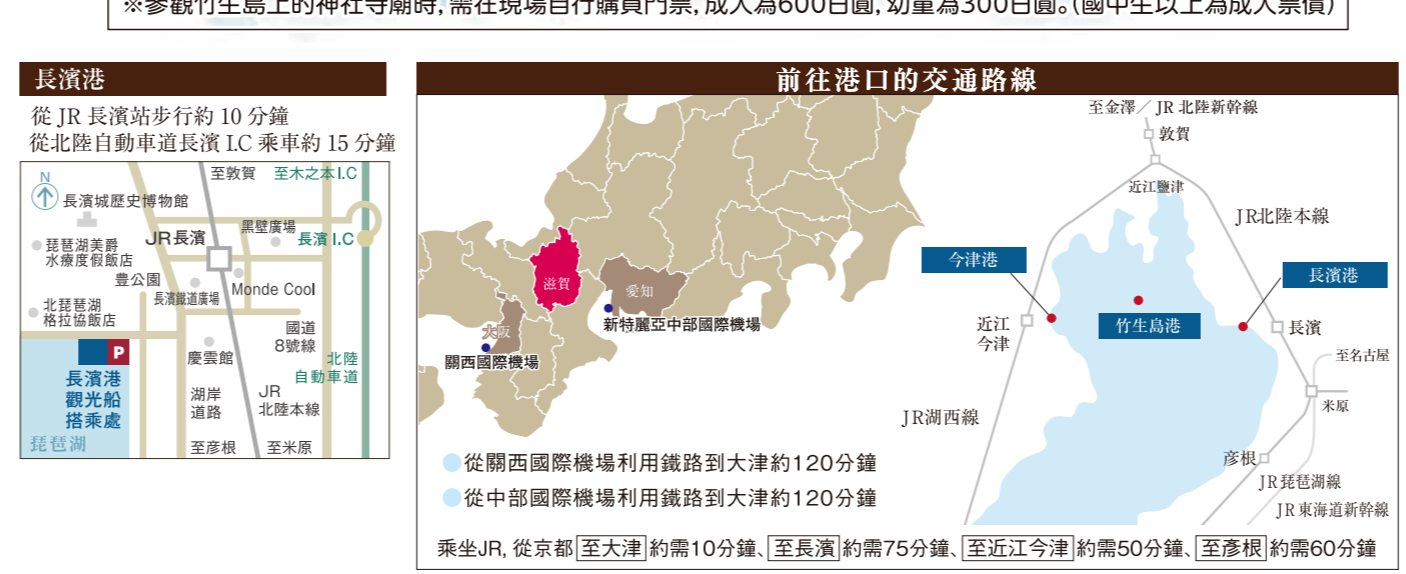 ※參觀竹生島上的神社寺廟時,需在現場自行購買門票,成人為600日圓,幼童為300日圓。(國中生以上為成人票價)
長濱港
從 JR 長濱站步行約 10 分鐘
從北陸自動車道長濱 I.C 乘車約 15 分鐘
N
至敦賀
至木之本I.C
長濱城歷史博物館
黑壁廣場
JR長濱
長濱 I.C
琵琶湖美爵
水療度假飯店
豊公園
長濱鐵道廣場
Monde Cool
北琵琶湖
格拉協飯店
國道
8號線
P
慶雲館
北陸
自動車道
長濱港
觀光船
搭乘處
湖岸
道路
JR
北陸本線
琵琶湖
至彦根
至米原
前往港口的交通路線
滋賀
愛知
大阪
新特麗亞中部國際機場
關西國際機場
從關西國際機場利用鐵路到大津約120分鐘
從中部國際機場利用鐵路到大津約120分鐘
至金澤／JR 北陸新幹線
敦賀
近江鹽津
JR北陸本線
今津港
長濱港
竹生島港
近江
今津
長濱
至名古屋
米原
JR湖西線
彦根
JR琵琶湖線
JR東海道新幹線
乘坐JR, 從京都 至大津 約需10分鐘、至長濱 約需75分鐘、至近江今津 約需50分鐘、至彥根 約需60分鐘